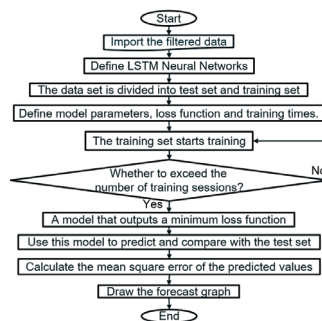 Start
Import the filtered data
Define LSTM Neural Networks
The data set is divided into test set and training set
Define model parameters, loss function and training times.
The training set starts training
No
Whether to exceed the
number of training sessions?
Yes
A model that outputs a minimum loss function
Use this model to predict and compare with the test set
Calculate the mean square error of the predicted values
Draw the forecast graph
End